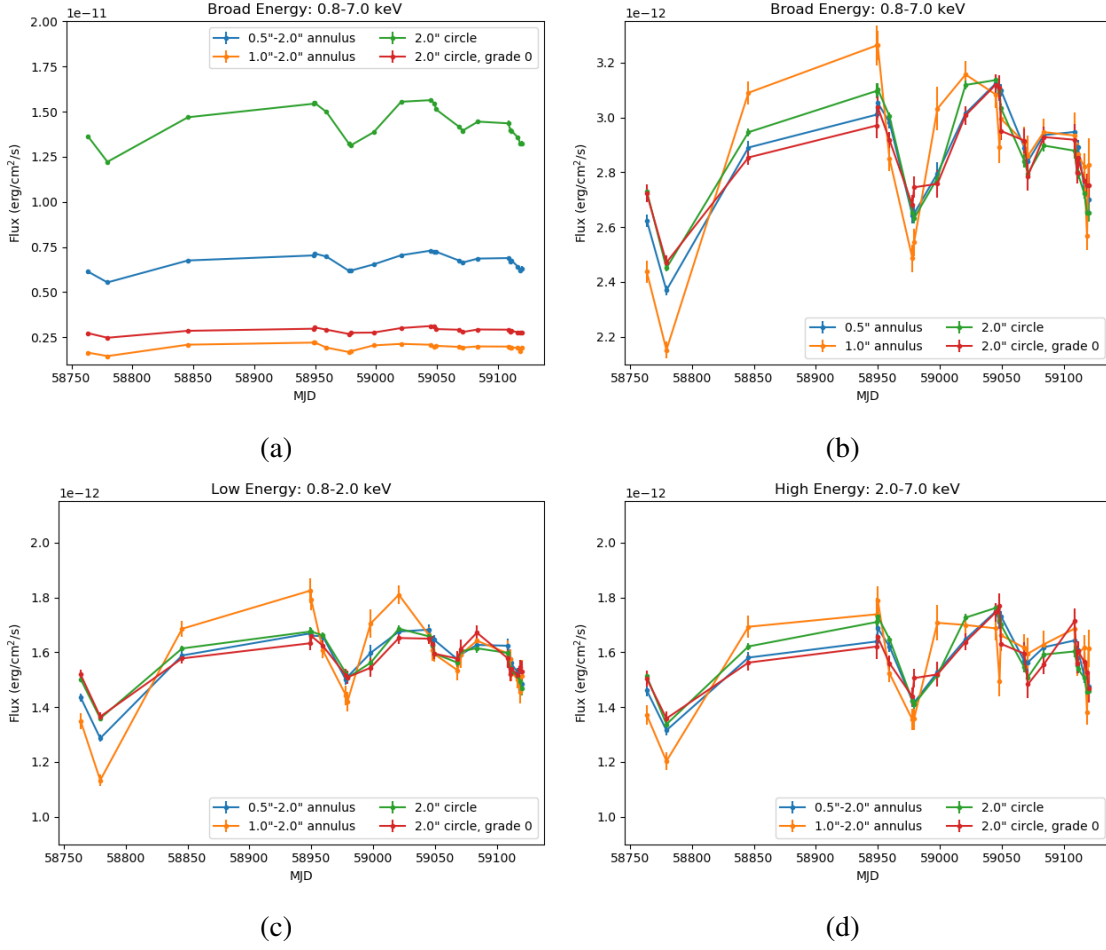 Broad Energy: 0.8-7.0 keV
1e−11
2.00
1.75
1.50
1.25
1.00
0.75
0.50
0.25
Flux (erg/cm²/s)
0.5"-2.0" annulus
1.0"-2.0" annulus
2.0" circle
2.0" circle, grade 0
58750 58800 58850 58900 58950 59000 59050 59100
MJD
(a)
Broad Energy: 0.8-7.0 keV
1e−12
3.2
3.0
2.8
2.6
2.4
2.2
Flux (erg/cm²/s)
0.5" annulus
1.0" annulus
2.0" circle
2.0" circle, grade 0
58750 58800 58850 58900 58950 59000 59050 59100
MJD
(b)
Low Energy: 0.8-2.0 keV
1e−12
2.0
1.8
1.6
1.4
1.2
1.0
Flux (erg/cm²/s)
0.5"-2.0" annulus
1.0"-2.0" annulus
2.0" circle
2.0" circle, grade 0
58750 58800 58850 58900 58950 59000 59050 59100
MJD
(c)
High Energy: 2.0-7.0 keV
1e−12
2.0
1.8
1.6
1.4
1.2
1.0
Flux (erg/cm²/s)
0.5"-2.0" annulus
1.0"-2.0" annulus
2.0" circle
2.0" circle, grade 0
58750 58800 58850 58900 58950 59000 59050 59100
MJD
(d)